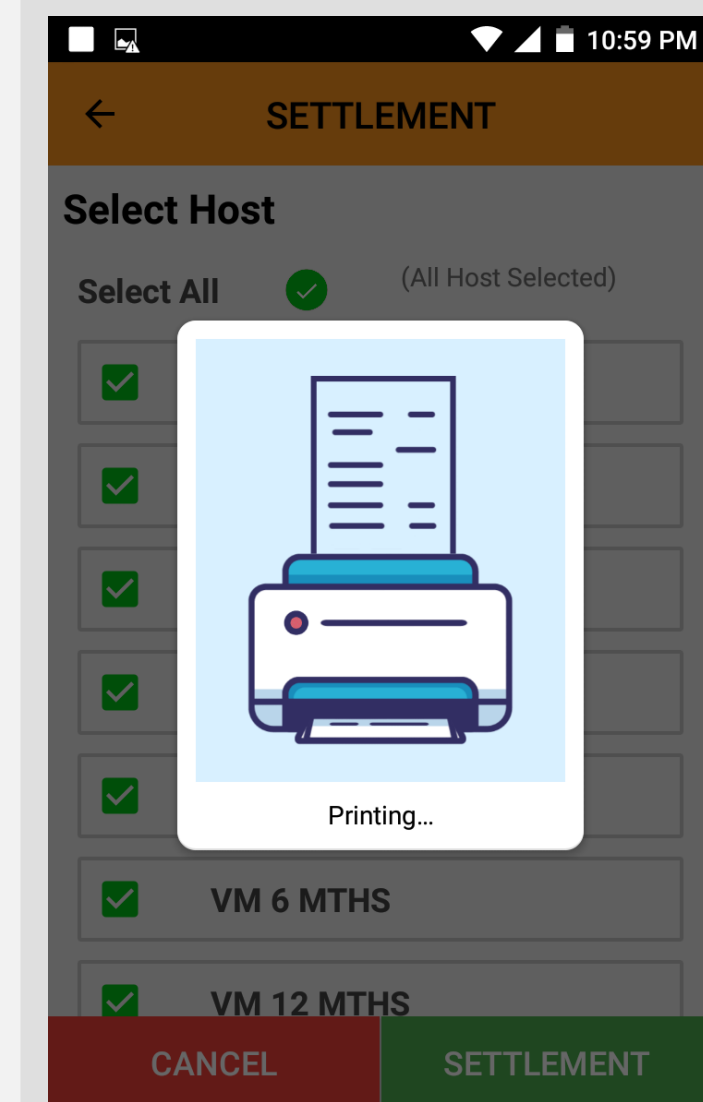 10:59 PM
SETTLEMENT
Select Host
Select All
(All Host Selected)
Printing...
VM 6 MTHS
VM 12 MTHS
CANCEL
SETTLEMENT